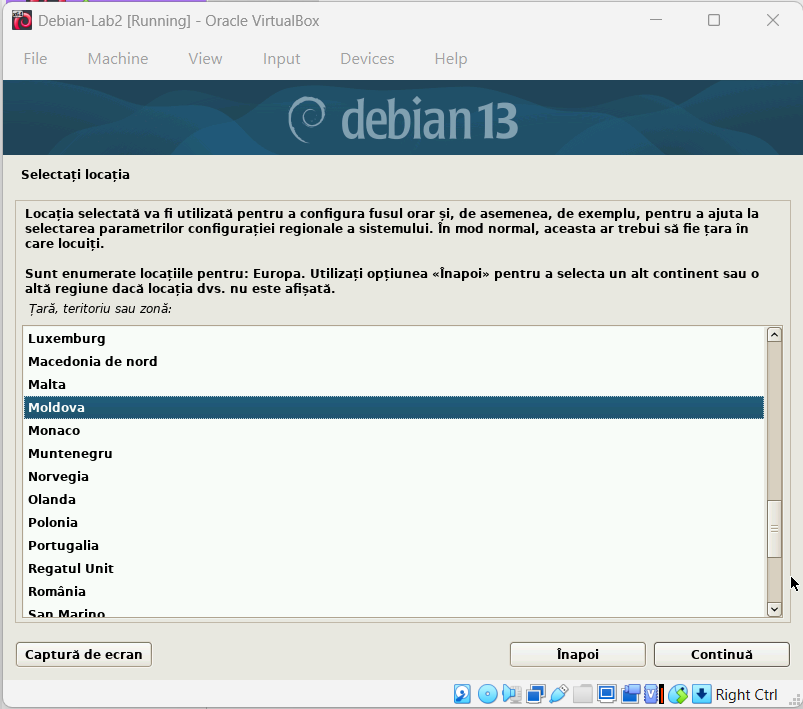 Debian-Lab2 [Running] - Oracle VirtualBox
File Machine View Input Devices Help
debian 13
Selectați locația
Locația selectată va fi utilizată pentru a configura fusul orar și, de asemenea, de exemplu, pentru a ajuta la
selectarea parametrilor configurației regionale a sistemului. În mod normal, aceasta ar trebui să fie țara în
care locuiți.
Sunt enumerate locațiile pentru: Europa. Utilizați opțiunea «Înapoi» pentru a selecta un alt continent sau o
altă regiune dacă locația dvs. nu este afișată.
Țară, teritoriu sau zonă:
Luxemburg
Macedonia de nord
Malta
Moldova
Monaco
Muntenegru
Norvegia
Olanda
Polonia
Portugalia
Regatul Unit
România
San Marino
Captură de ecran Înapoi Continuă
Right Ctrl